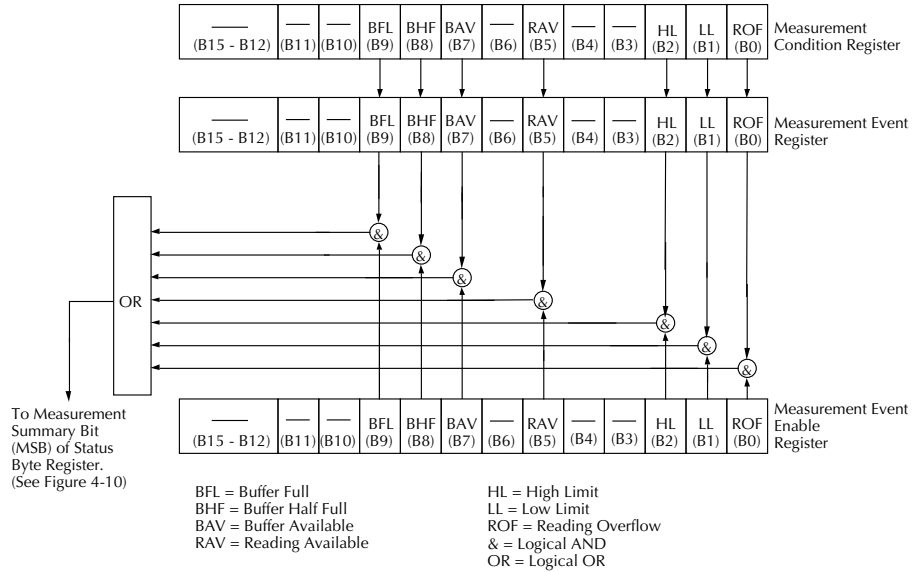 BFL BHF BAV RAV HL LL ROF
(B15 - B12) (B11) (B10) (B9) (B8) (B7) (B6) (B5) (B4) (B3) (B2) (B1) (B0)
Measurement
Condition Register
BFL BHF BAV RAV HL LL ROF
(B15 - B12) (B11) (B10) (B9) (B8) (B7) (B6) (B5) (B4) (B3) (B2) (B1) (B0)
Measurement Event
Register
&
&
&
&
&
&
&
OR
To Measurement
Summary Bit
(MSB) of Status
Byte Register.
(See Figure 4-10)
BFL BHF BAV RAV HL LL ROF
(B15 - B12) (B11) (B10) (B9) (B8) (B7) (B6) (B5) (B4) (B3) (B2) (B1) (B0)
Measurement Event
Enable
Register
BFL = Buffer Full
BHF = Buffer Half Full
BAV = Buffer Available
RAV = Reading Available
HL = High Limit
LL = Low Limit
ROF = Reading Overflow
& = Logical AND
OR = Logical OR